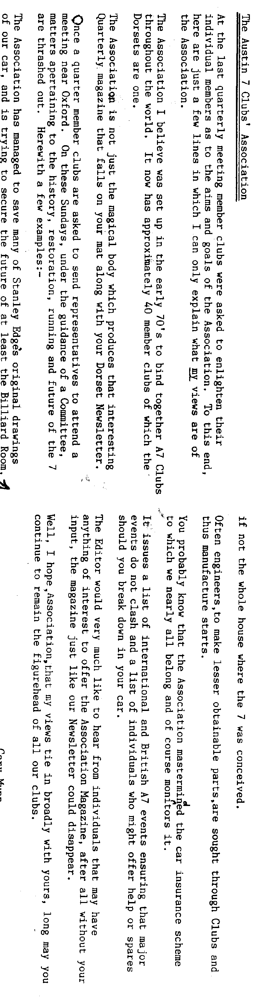 The Austin 7 Clubs' Association
At the last quarterly meeting member clubs were asked to enlighten their
individual members as to the aims and goals of the Association. To this end,
here are just a few lines in which I can only explain what my views are of
the Association.
The Association I believe was set up in the early 70's to bind together A7 Clubs
throughout the world. It now has approximately 40 member clubs of which the
Dorsets are one.
The Association is not just the magical body which produces that interesting
Quarterly magazine that falls on your mat along with your Dorset Newsletter.
Once a quarter member clubs are asked to send representatives to attend a
meeting near Oxford. On these Sundays, under the guidance of a Committee,
matters apertaining to the history, restoration, running and future of the 7
are thrashed out. Herewith a few examples:-
The Association has managed to save many of Stanley Edge's original drawings
of our car, and is trying to secure the future of at least the Billiard Room,
if not the whole house where the 7 was conceived.
Often engineers,to make lesser obtainable parts,are sought through Clubs and
thus manufacture starts.
You probably know that the Association masterminded the car insurance scheme
to which we nearly all belong and of course monitors it.
It issues a list of international and British A7 events ensuring that major
events do not clash and a list of individuals who might offer help or spares
should you break down in your car.
The Editor would very much like to hear from individuals that may have
anything of interest to offer the Association Magazine, after all without your
input, the magazine just like our Newsletter could disappear.
Well, I hope,Association,that my views tie in broadly with yours, long may you
continue to remain the figurehead of all our clubs.